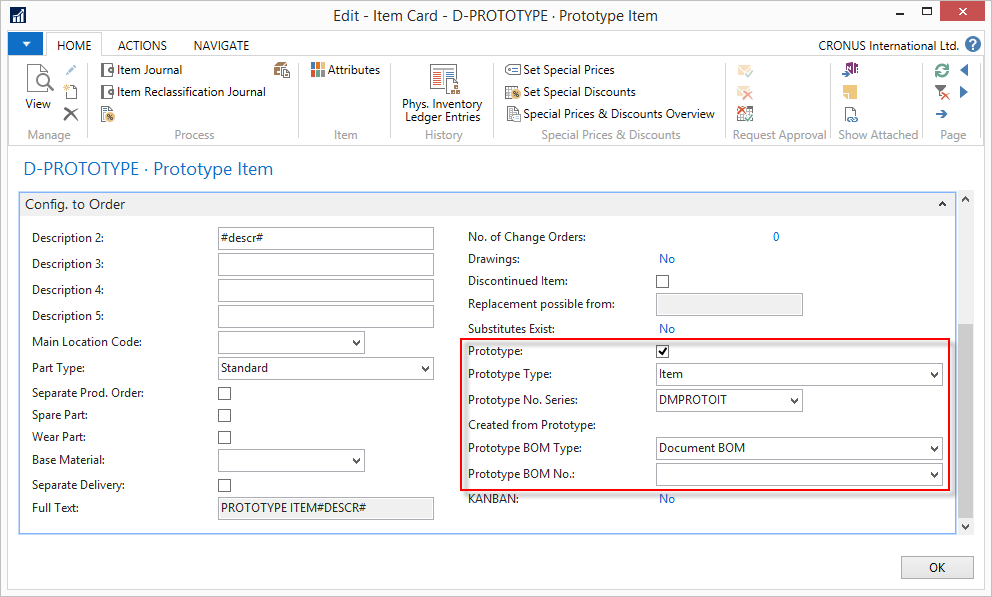 Edit - Item Card - D-PROTOTYPE · Prototype Item
HOME ACTIONS NAVIGATE CRONUS International Ltd. ?
View
Item Journal
Item Reclassification Journal
Attributes
Phys. Inventory
Ledger Entries
Set Special Prices
Set Special Discounts
Special Prices & Discounts Overview
Manage Process Item History Special Prices & Discounts Request Approval Show Attached Page
D-PROTOTYPE · Prototype Item
Config. to Order
Description 2: #descr#
Description 3:
Description 4:
Description 5:
Main Location Code:
Part Type: Standard
Separate Prod. Order:
Spare Part:
Wear Part:
Base Material:
Separate Delivery:
Full Text: PROTOTYPE ITEM#DESCR#
No. of Change Orders: 0
Drawings: No
Discontinued Item:
Replacement possible from:
Substitutes Exist: No
Prototype:
Prototype Type: Item
Prototype No. Series: DMPROTOIT
Created from Prototype:
Prototype BOM Type: Document BOM
Prototype BOM No.:
KANBAN: No
OK